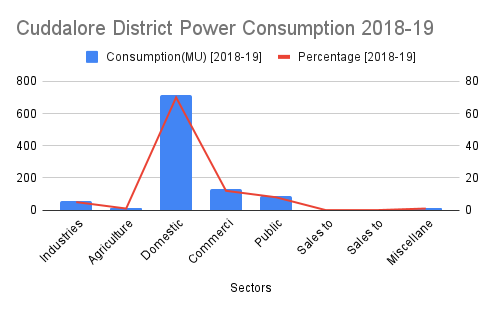 Cuddalore District Power Consumption 2018-19
Consumption(MU) [2018-19] Percentage [2018-19]
800 80
600 60
400 40
200 20
0 0
Industries
Agriculture
Domestic
Commerci
Public
Sales to
Sales to
Miscellane
Sectors